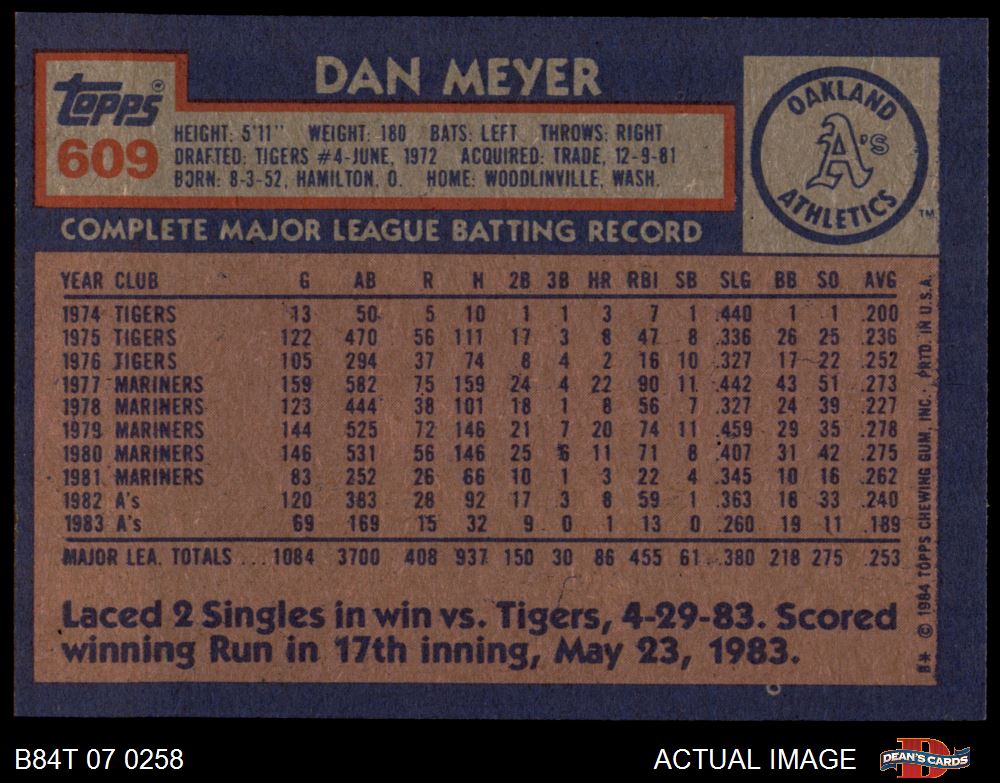 DAN MEYER
Topps®
609
HEIGHT: 5'11" WEIGHT: 180 BATS: LEFT THROWS: RIGHT
DRAFTED: TIGERS #4-JUNE, 1972 ACQUIRED: TRADE, 12-9-81
BORN: 8-3-52, HAMILTON, O. HOME: WOODLINVILLE, WASH.
OAKLAND
A's
ATHLETICS
TM
COMPLETE MAJOR LEAGUE BATTING RECORD
YEAR CLUB G AB R H 2B 3B HR RBI SB SLG BB SO AVG
1974 TIGERS 13 50 5 10 1 1 3 7 1 .440 1 1 .200
1975 TIGERS 122 470 56 111 17 3 8 47 8 .336 26 25 .236
1976 TIGERS 105 294 37 74 8 4 2 16 10 .327 17 22 .252
1977 MARINERS 159 582 75 159 24 4 22 90 11 .442 43 51 .273
1978 MARINERS 123 444 38 101 18 1 8 56 7 .327 24 39 .227
1979 MARINERS 144 525 72 146 21 7 20 74 11 .459 29 35 .278
1980 MARINERS 146 531 56 146 25 6 11 71 8 .407 31 42 .275
1981 MARINERS 83 252 26 66 10 1 3 22 4 .345 10 16 .262
1982 A's 120 383 28 92 17 3 8 59 1 .363 18 33 .240
1983 A's 69 169 15 32 9 0 1 13 0 .260 19 11 .189
MAJOR LEA. TOTALS ... 1084 3700 408 937 150 30 86 455 61 .380 218 275 .253
Laced 2 Singles in win vs. Tigers, 4-29-83. Scored
winning Run in 17th inning, May 23, 1983.
B* © 1984 TOPPS CHEWING GUM, INC. · PRTD. IN U.S.A.
B84T 07 0258
ACTUAL IMAGE
DEAN'S CARDS